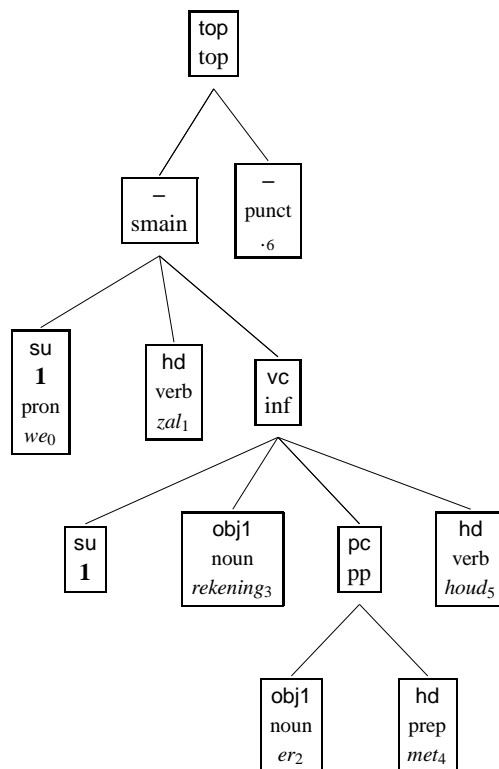 top
top
–
smain
–
punct
.6
su
1
pron
we0
hd
verb
zal1
vc
inf
su
1
obj1
noun
rekening3
pc
pp
hd
verb
houd5
obj1
noun
er2
hd
prep
met4